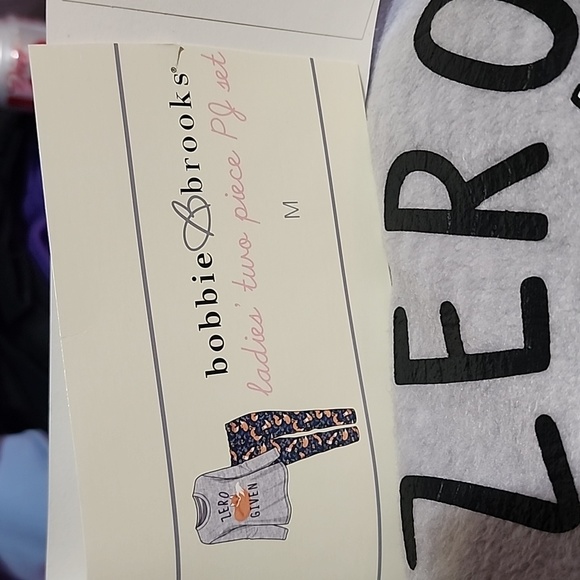 bobbie B brooks®
ladies' two piece PJ set
M
ZERO
GIVEN
ZERO